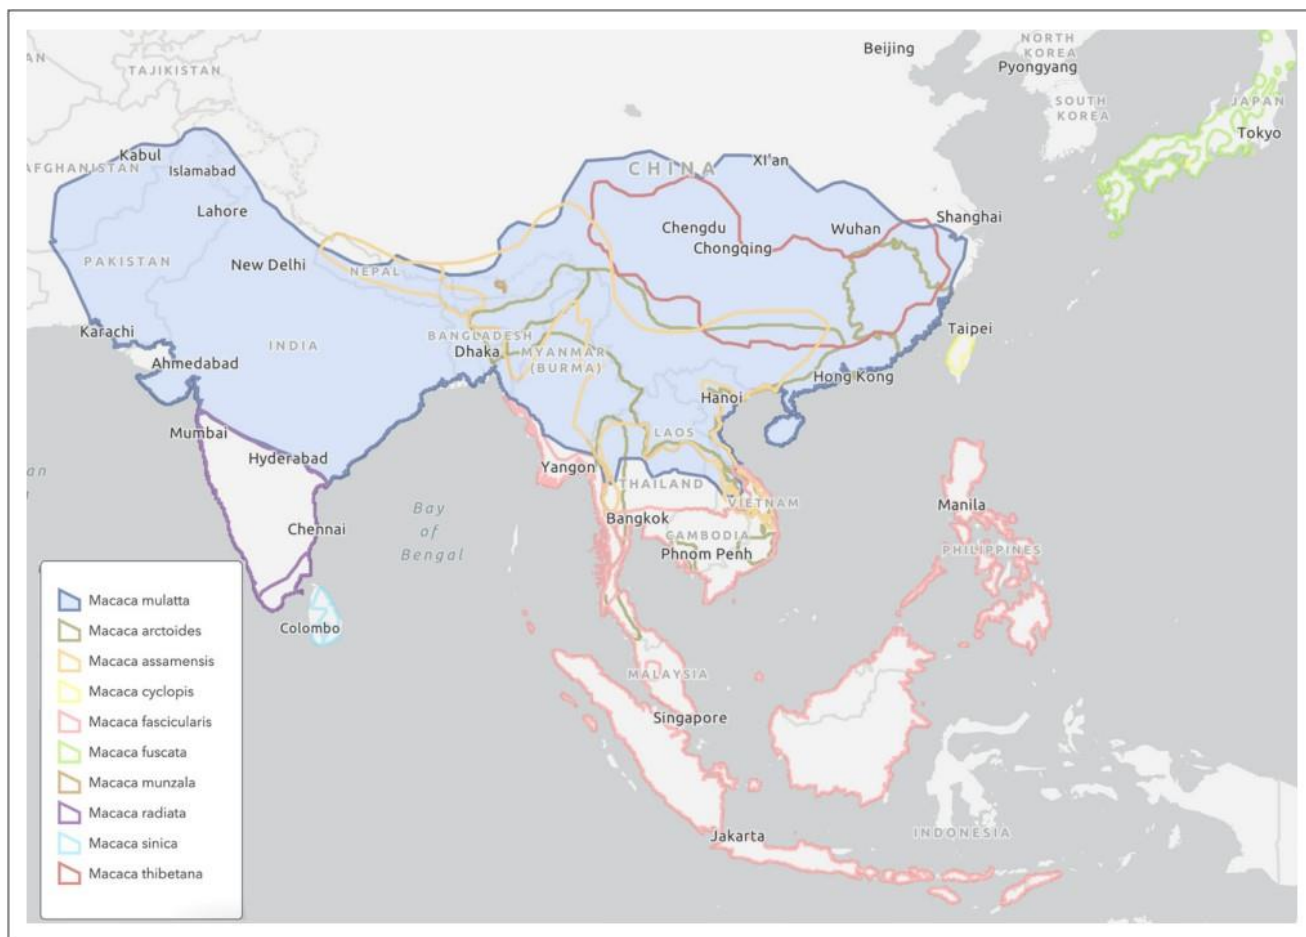 Beijing
NORTH
KOREA
Pyongyang
AN
TAJIKISTAN
SOUTH
KOREA
JAPAN
Tokyo
Kabul
AFGHANISTAN
Islamabad
CHINA
XI'an
Lahore
Chengdu
Wuhan
Shanghai
Chongqing
PAKISTAN
New Delhi
NEPAL
Karachi
BANGLADESH
Taipei
INDIA
Dhaka
MYANMAR
(BURMA)
Ahmedabad
Hong Kong
Hanoi
Mumbai
LAOS
Hyderabad
Yangon
THAILAND
an
VIETNAM
Manila
Bay
of
Bengal
Bangkok
Chennai
CAMBODIA
Phnom Penh
PHILIPPINES
Colombo
MALAYSIA
Singapore
Jakarta
INDONESIA
Macaca mulatta
Macaca arctoides
Macaca assamensis
Macaca cyclopis
Macaca fascicularis
Macaca fuscata
Macaca munzala
Macaca radiata
Macaca sinica
Macaca thibetana